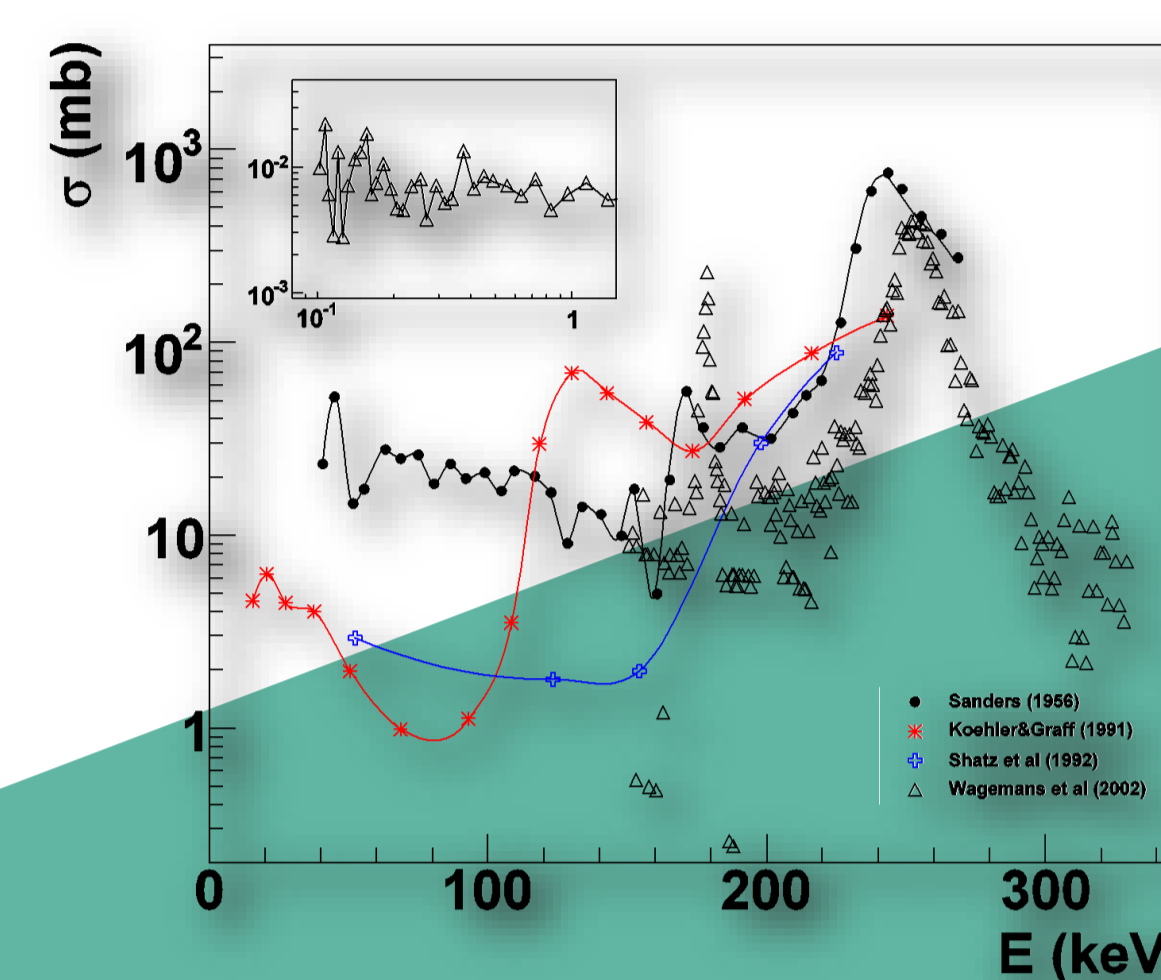 σ (mb)
10³
10²
10
1
10⁻²
10⁻³
10⁻¹
1
Sanders (1956)
Koehler&Graff (1991)
Shatz et al (1992)
Wagemans et al (2002)
0
100
200
300
E (keV